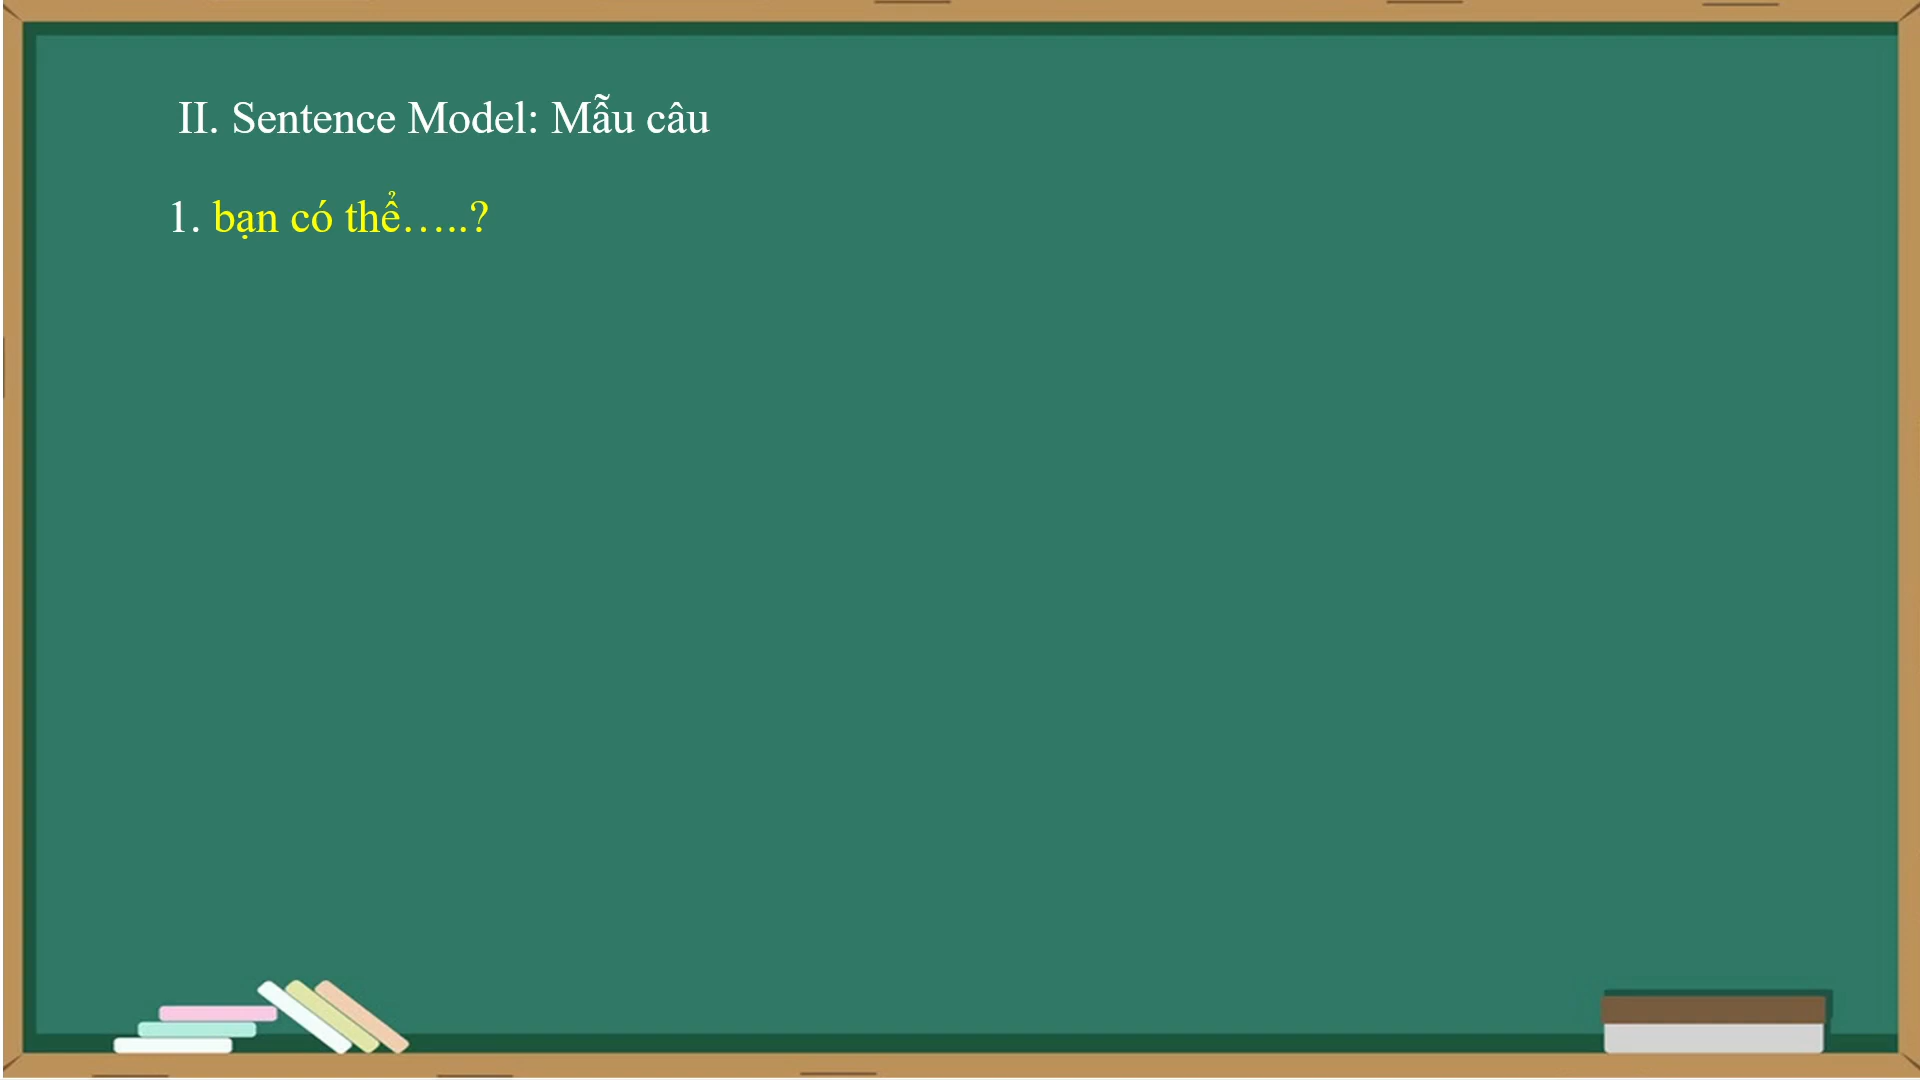 II. Sentence Model: Mẫu câu
1. bạn có thể…..?